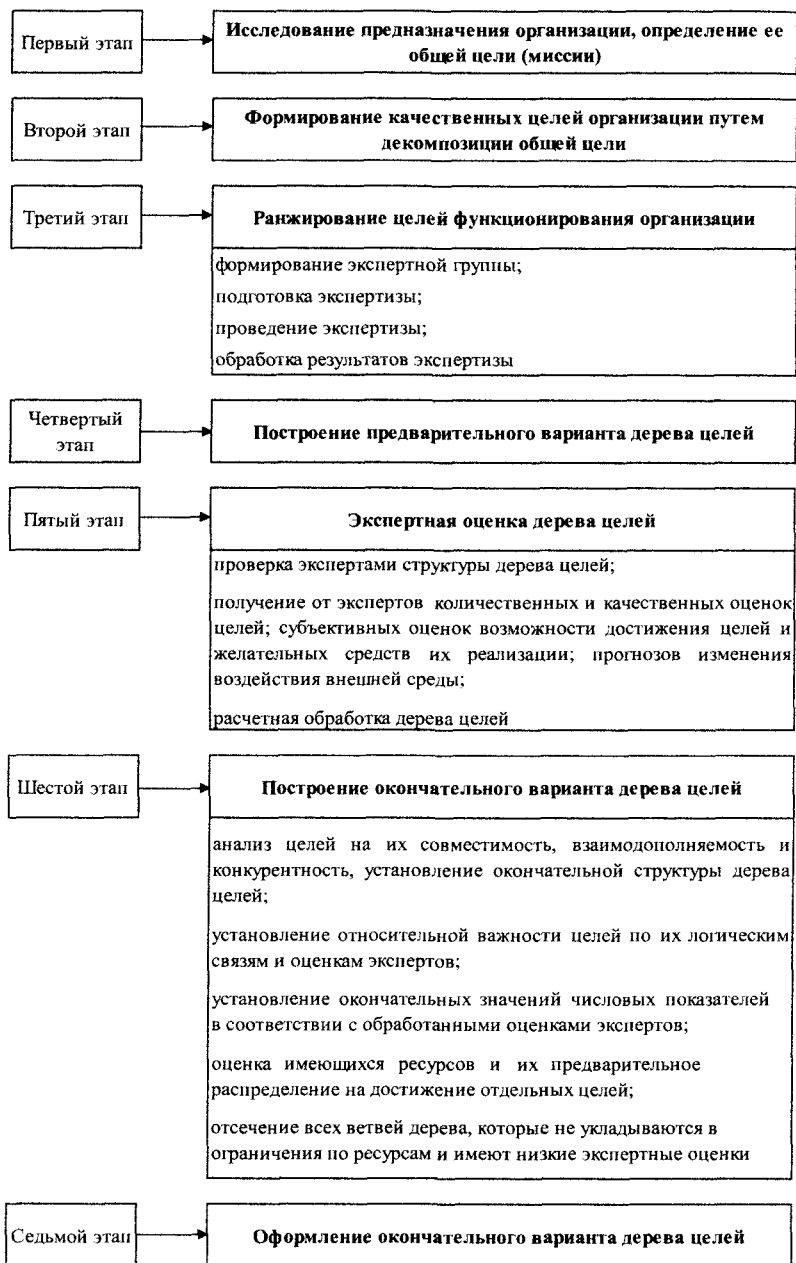 Первый этап
Исследование предназначения организации, определение ее
общей цели (миссии)
Второй этап
Формирование качественных целей организации путем
декомпозиции общей цели
Третий этап
Ранжирование целей функционирования организации
формирование экспертной группы;
подготовка экспертизы;
проведение экспертизы;
обработка результатов экспертизы
Четвертый
этап
Построение предварительного варианта дерева целей
Пятый этап
Экспертная оценка дерева целей
проверка экспертами структуры дерева целей;
получение от экспертов количественных и качественных оценок
целей; субъективных оценок возможности достижения целей и
желательных средств их реализации; прогнозов изменения
воздействия внешней среды;
расчетная обработка дерева целей
Шестой этап
Построение окончательного варианта дерева целей
анализ целей на их совместимость, взаимодополняемость и
конкурентность, установление окончательной структуры дерева
целей;
установление относительной важности целей по их логическим
связям и оценкам экспертов;
установление окончательных значений числовых показателей
в соответствии с обработанными оценками экспертов;
оценка имеющихся ресурсов и их предварительное
распределение на достижение отдельных целей;
отсечение всех ветвей дерева, которые не укладываются в
ограничения по ресурсам и имеют низкие экспертные оценки
Седьмой этап
Оформление окончательного варианта дерева целей